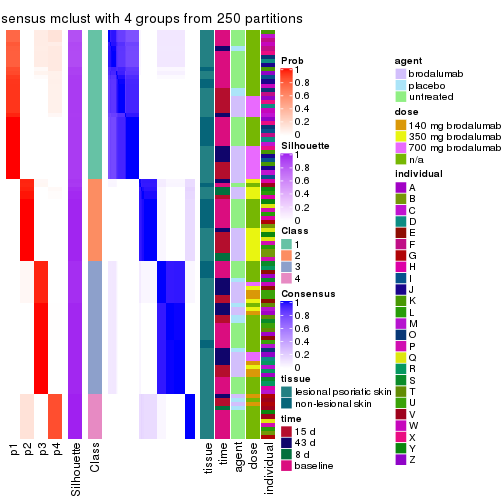 sensus mclust with 4 groups from 250 partitions
Prob
1
0.8
0.6
0.4
0.2
0
Silhouette
1
0.8
0.6
0.4
0.2
0
Class
1
2
3
4
Consensus
1
0.8
0.6
0.4
0.2
0
tissue
lesional psoriatic skin
non-lesional skin
time
15 d
43 d
8 d
baseline
agent
brodalumab
placebo
untreated
dose
140 mg brodalumab
350 mg brodalumab
700 mg brodalumab
n/a
individual
A
B
C
D
E
F
G
H
I
J
K
L
M
O
P
Q
R
S
T
U
V
W
X
Y
Z
p1
p2
p3
p4
Silhouette
Class
tissue
time
agent
dose
individual